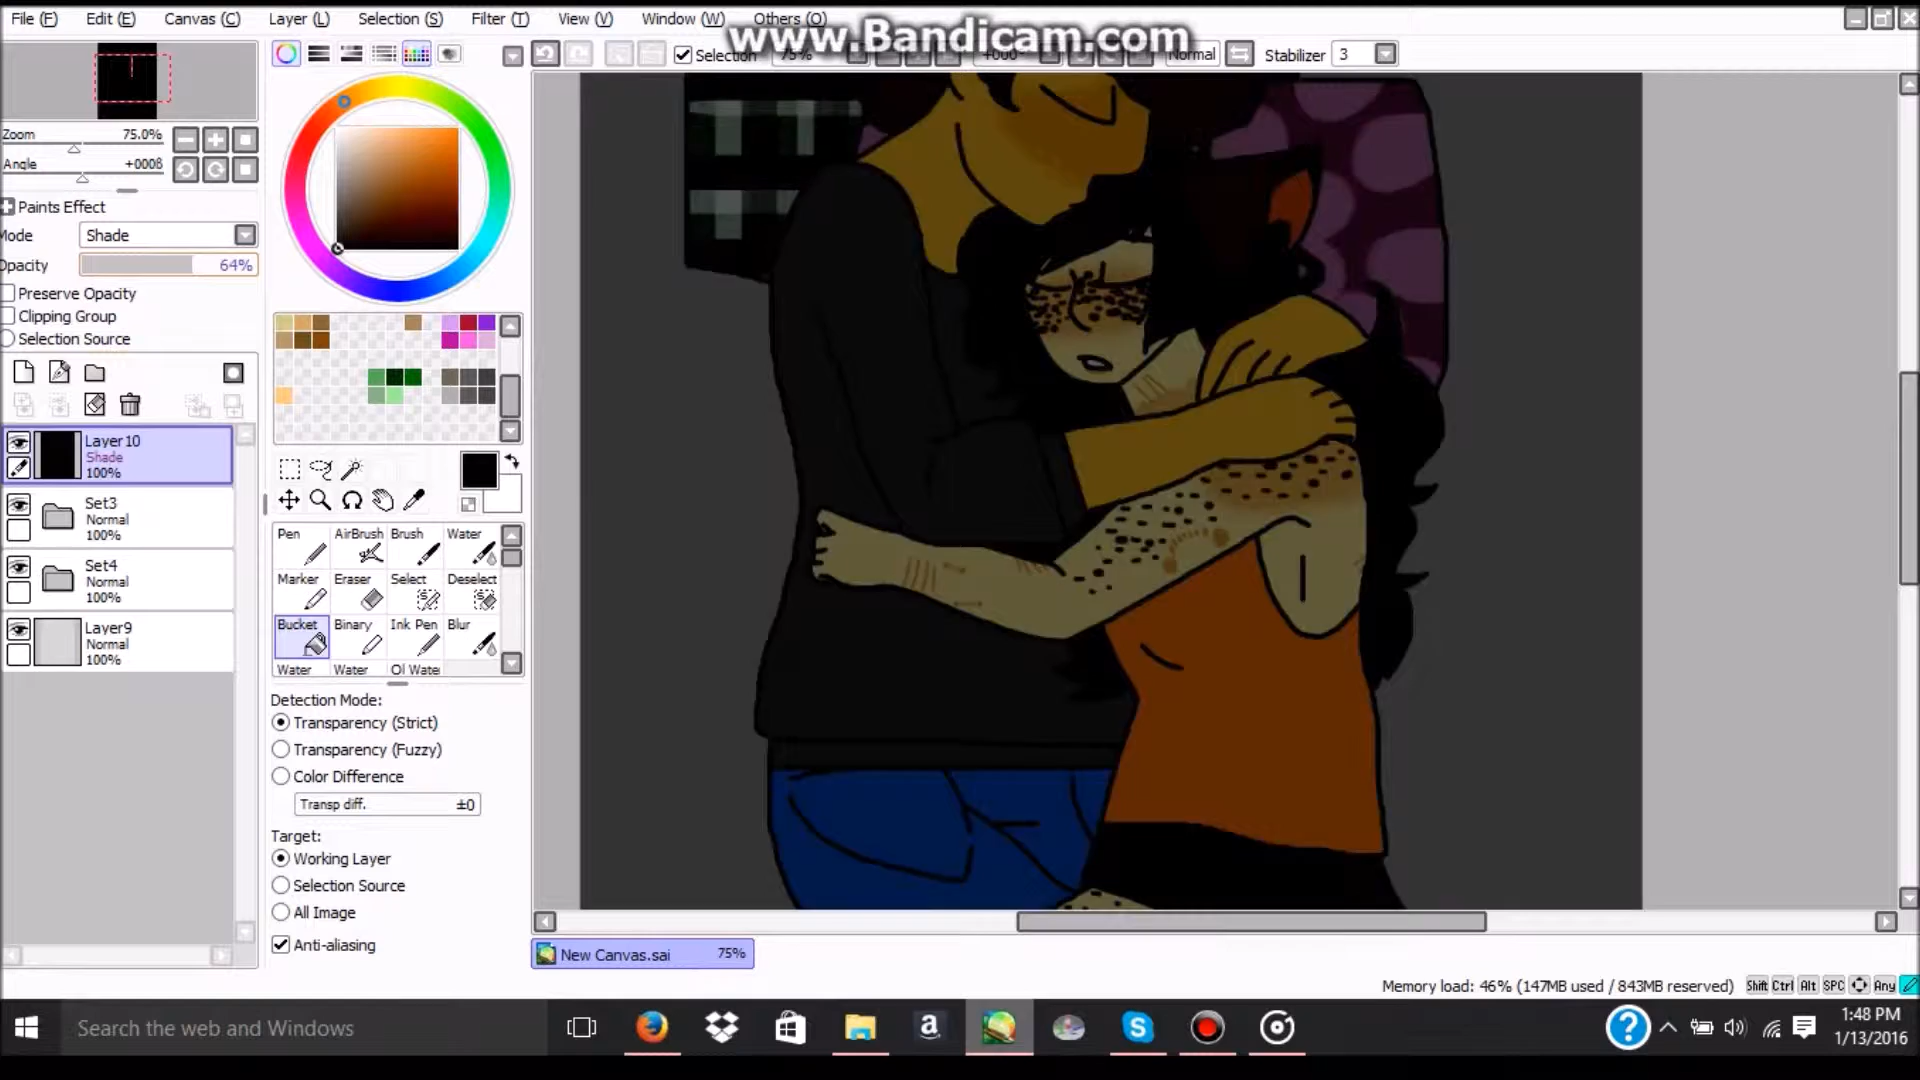 File (F) Edit (E) Canvas (C) Layer (L) Selection (S) Filter (T) View (V) Window (W) Others (O)
www.Bandicam.com
Selection 75% +000° Normal Stabilizer 3
Zoom 75.0%
Angle +0008
Paints Effect
Mode Shade
Opacity 64%
Preserve Opacity
Clipping Group
Selection Source
Layer10
Shade
100%
Set3
Normal
100%
Set4
Normal
100%
Layer9
Normal
100%
Pen AirBrush Brush Water
Marker Eraser Select Deselect
Bucket Binary Ink Pen Blur
Water Water Ol Wate
Detection Mode:
Transparency (Strict)
Transparency (Fuzzy)
Color Difference
Transp diff. ±0
Target:
Working Layer
Selection Source
All Image
Anti-aliasing
New Canvas.sai 75%
Memory load: 46% (147MB used / 843MB reserved) Shift Ctrl Alt SPC Any
Search the web and Windows
1:48 PM
1/13/2016